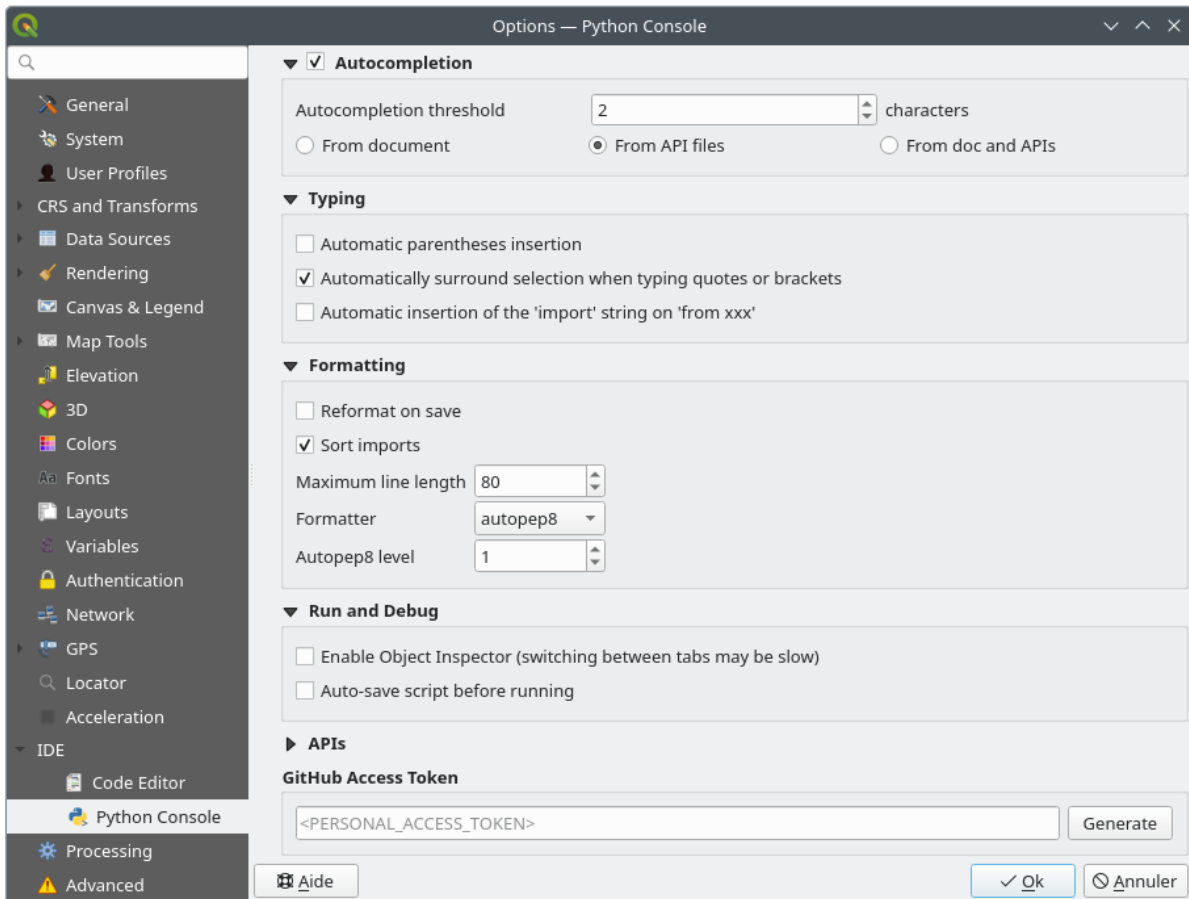 Options — Python Console
General
System
User Profiles
CRS and Transforms
Data Sources
Rendering
Canvas & Legend
Map Tools
Elevation
3D
Colors
Aa Fonts
Layouts
ε Variables
Authentication
Network
GPS
Locator
Acceleration
IDE
Code Editor
Python Console
Processing
Advanced
Autocompletion
Autocompletion threshold 2 characters
From document From API files From doc and APIs
Typing
Automatic parentheses insertion
Automatically surround selection when typing quotes or brackets
Automatic insertion of the 'import' string on 'from xxx'
Formatting
Reformat on save
Sort imports
Maximum line length 80
Formatter autopep8
Autopep8 level 1
Run and Debug
Enable Object Inspector (switching between tabs may be slow)
Auto-save script before running
APIs
GitHub Access Token
<PERSONAL_ACCESS_TOKEN> Generate
Aide Ok Annuler